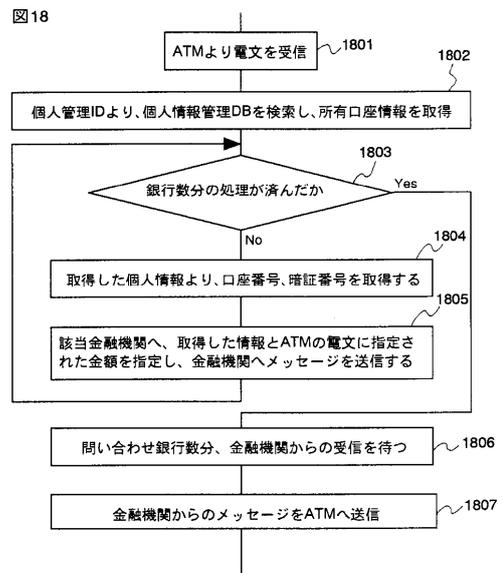 図18
ATMより電文を受信
1801
1802
個人管理IDより、個人情報管理DBを検索し、所有口座情報を取得
1803
銀行数分の処理が済んだか
Yes
No
1804
取得した個人情報より、口座番号、暗証番号を取得する
1805
該当金融機関へ、取得した情報とATMの電文に指定さ
れた金額を指定し、金融機関へメッセージを送信する
問い合わせ銀行数分、金融機関からの受信を待つ
1806
金融機関からのメッセージをATMへ送信
1807